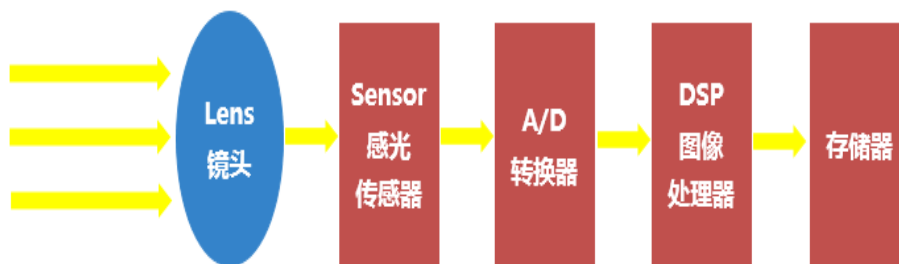 Lens
镜头
Sensor
感光
传感器
A/D
转换器
DSP
图像
处理器
存储器